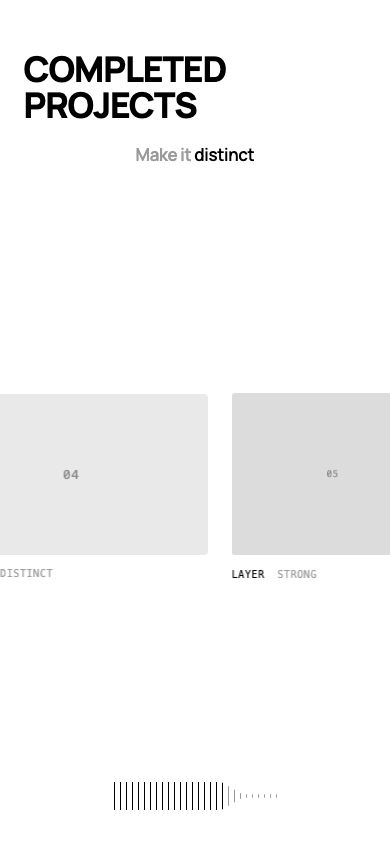 COMPLETED
PROJECTS
Make it distinct
04
05
DISTINCT
LAYER STRONG